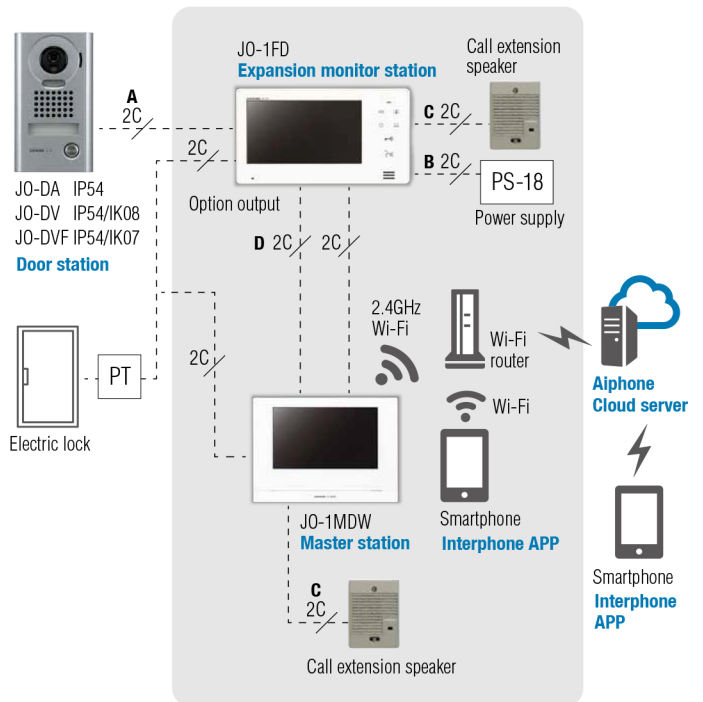 JO-1FD
Expansion monitor station
Call extension
speaker
A
2C
C 2C
2C
B 2C
PS-18
Power supply
Option output
JO-DA IP54
JO-DV IP54/IK08
JO-DVF IP54/IK07
Door station
D 2C
2C
2.4GHz
Wi-Fi
Wi-Fi
router
2C
PT
Electric lock
Wi-Fi
Aiphone
Cloud server
JO-1MDW
Master station
Smartphone
Interphone APP
Smartphone
Interphone
APP
C
2C
Call extension speaker